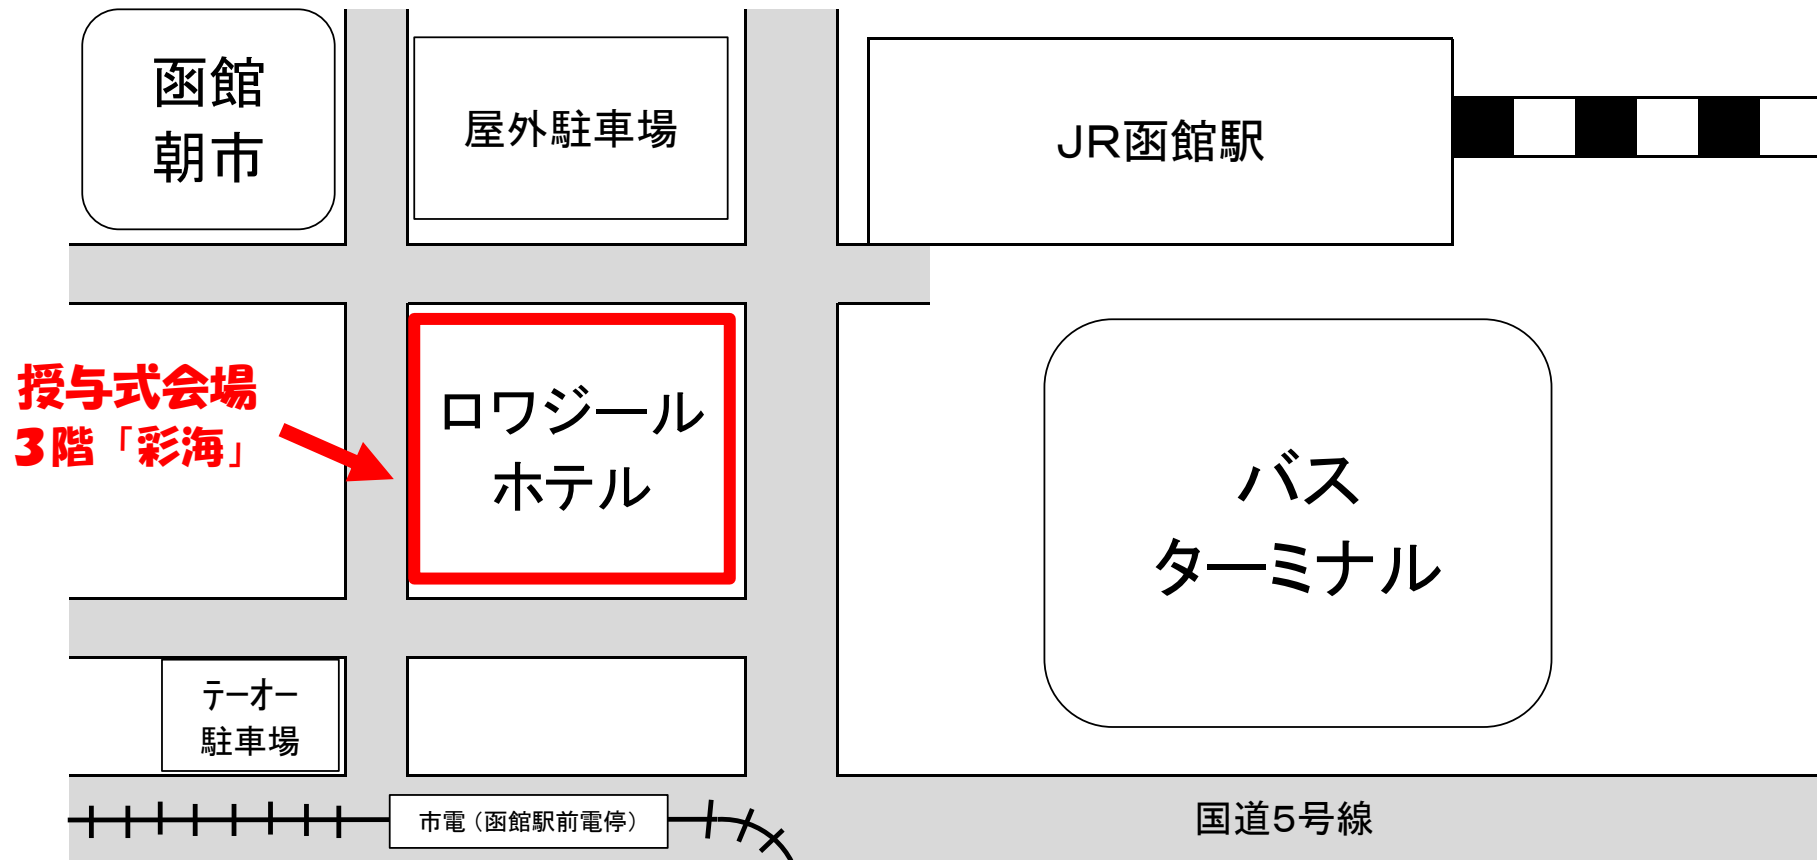 函館
朝市
屋外駐車場
JR函館駅
授与式会場
3階「彩海」
ロワジール
ホテル
バス
ターミナル
テーオー
駐車場
市電（函館駅前電停）
国道5号線